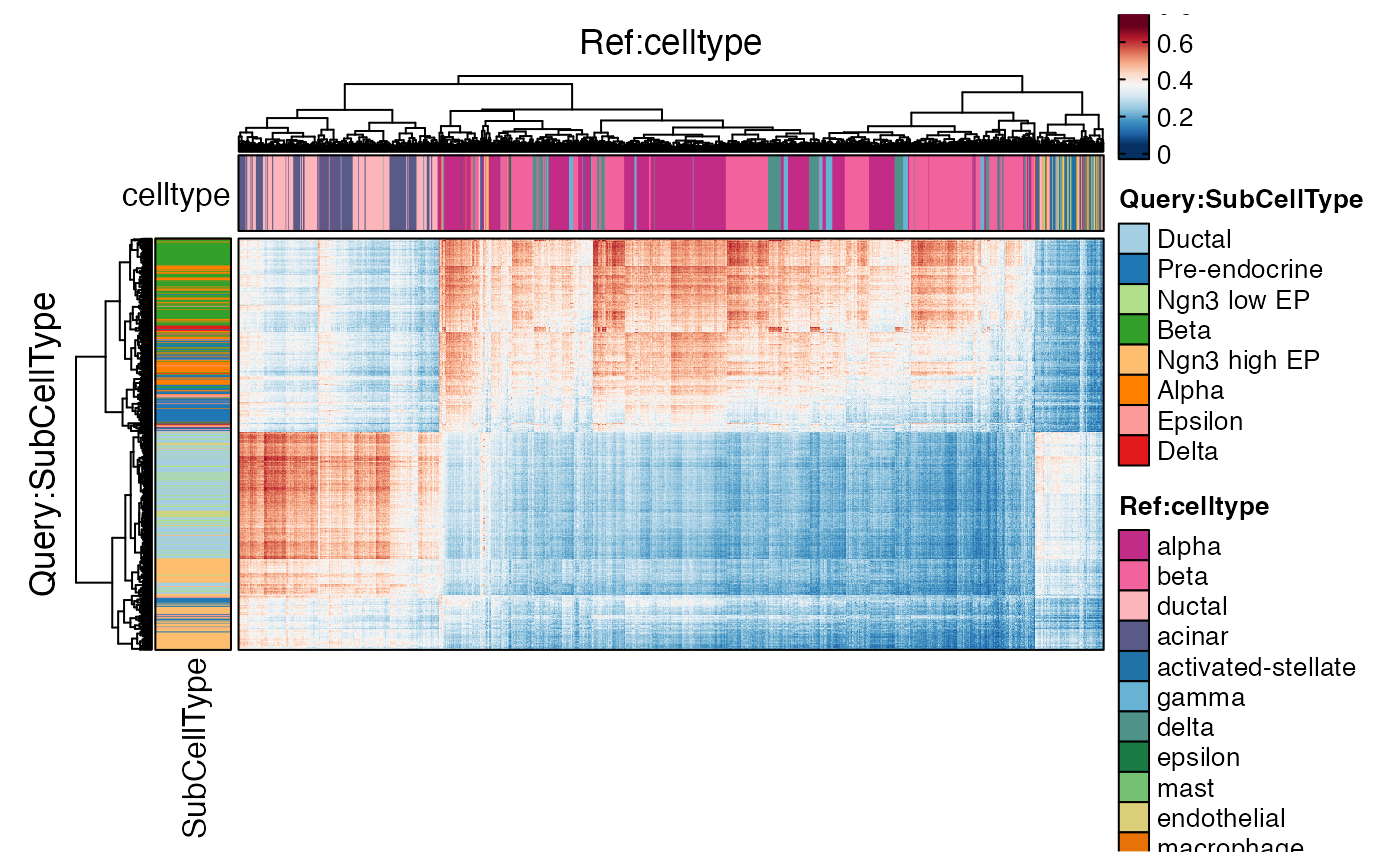 Ref:celltype
celltype
Query:SubCellType
SubCellType
0.6
0.4
0.2
0
Query:SubCellType
Ductal
Pre-endocrine
Ngn3 low EP
Beta
Ngn3 high EP
Alpha
Epsilon
Delta
Ref:celltype
alpha
beta
ductal
acinar
activated-stellate
gamma
delta
epsilon
mast
endothelial
macrophage